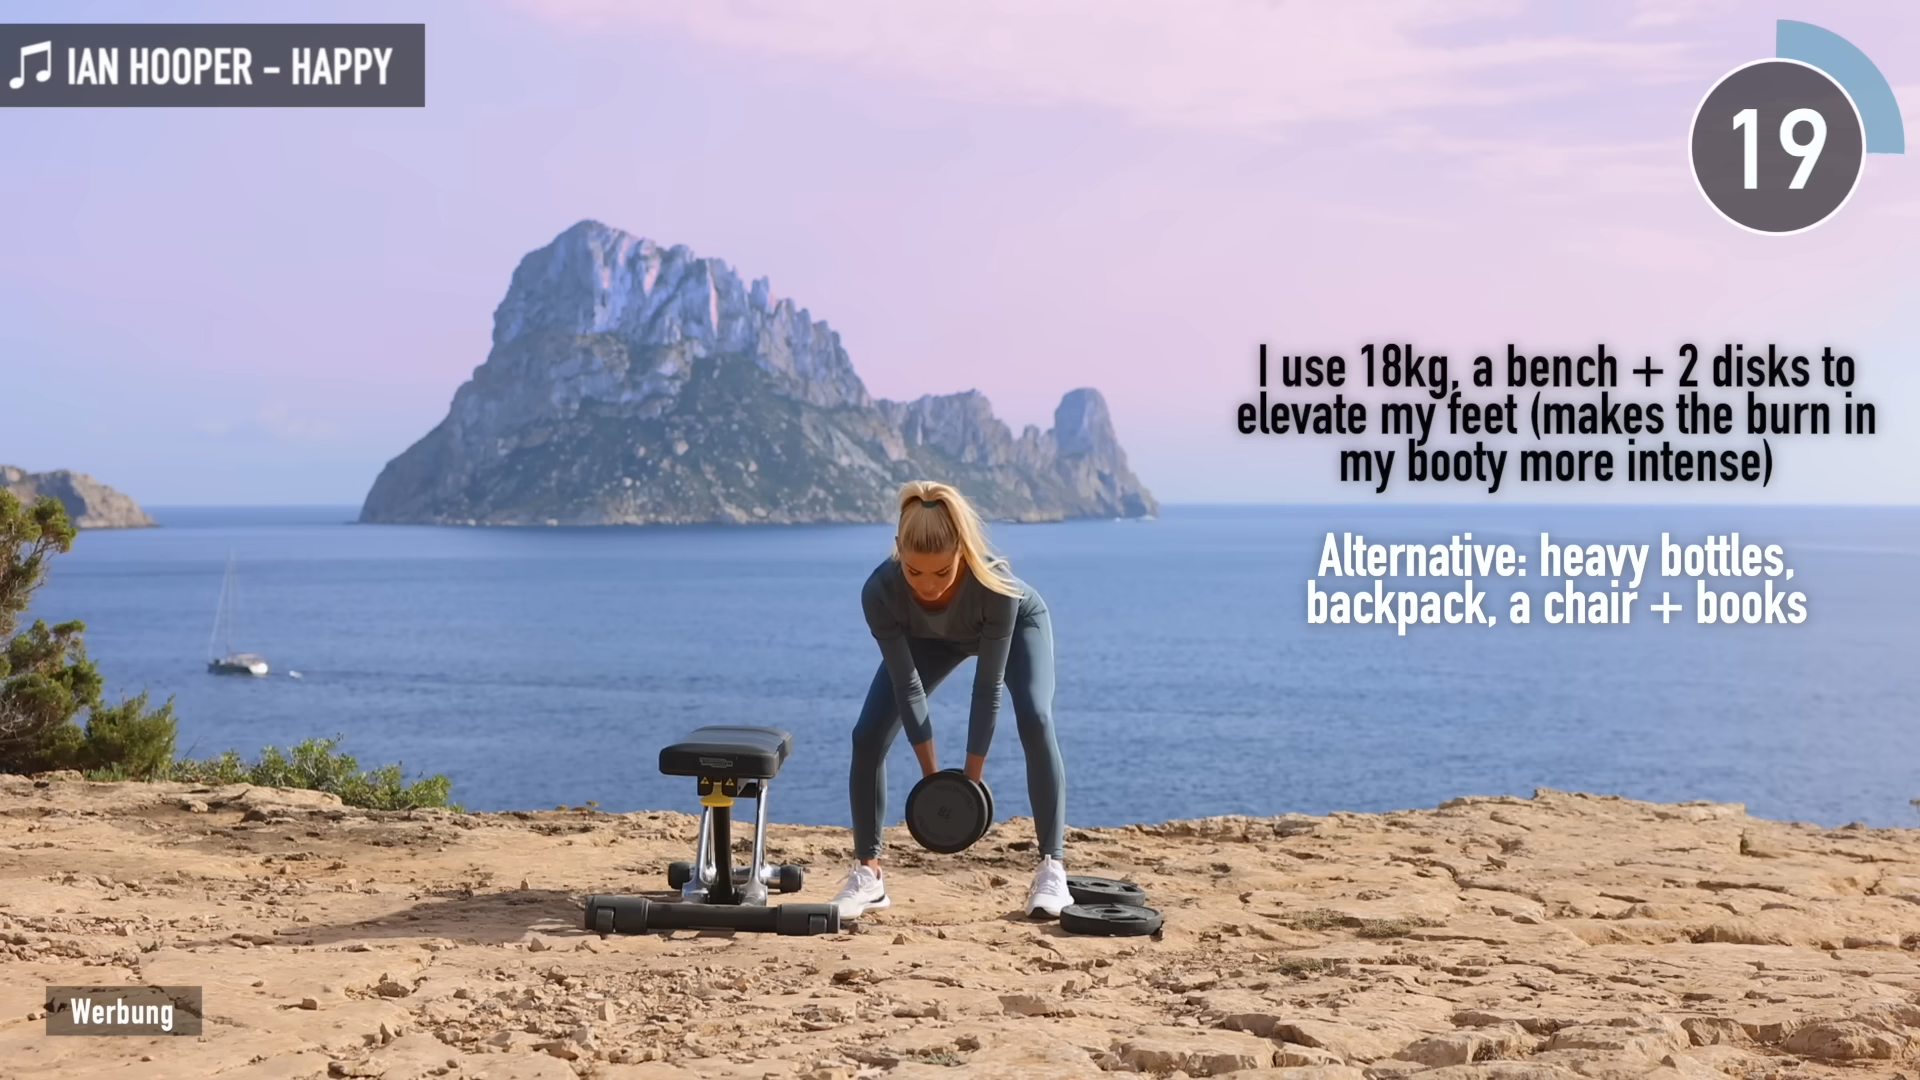 IAN HOOPER - HAPPY
19
I use 18kg, a bench + 2 disks to
elevate my feet (makes the burn in
my booty more intense)
Alternative: heavy bottles,
backpack, a chair + books
18
Werbung